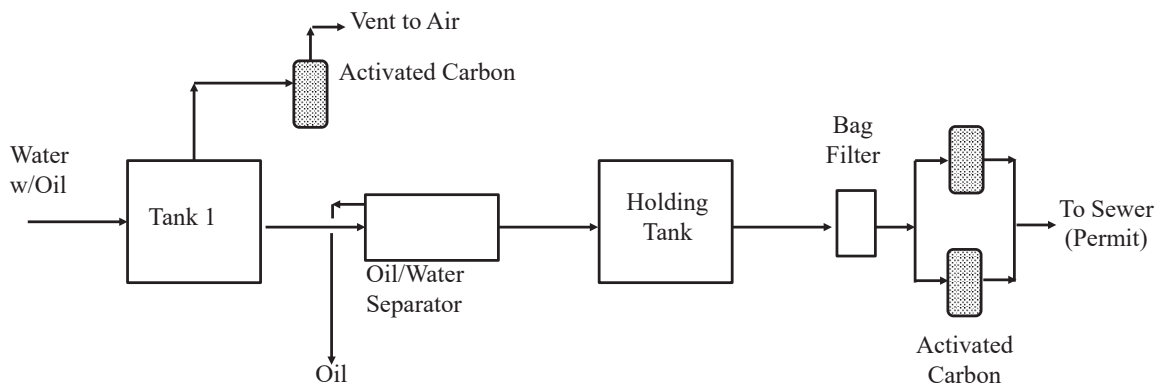 Vent to Air
Activated Carbon
Water
w/Oil
Tank 1
Oil/Water
Separator
Oil
Holding
Tank
Bag
Filter
To Sewer
(Permit)
Activated
Carbon